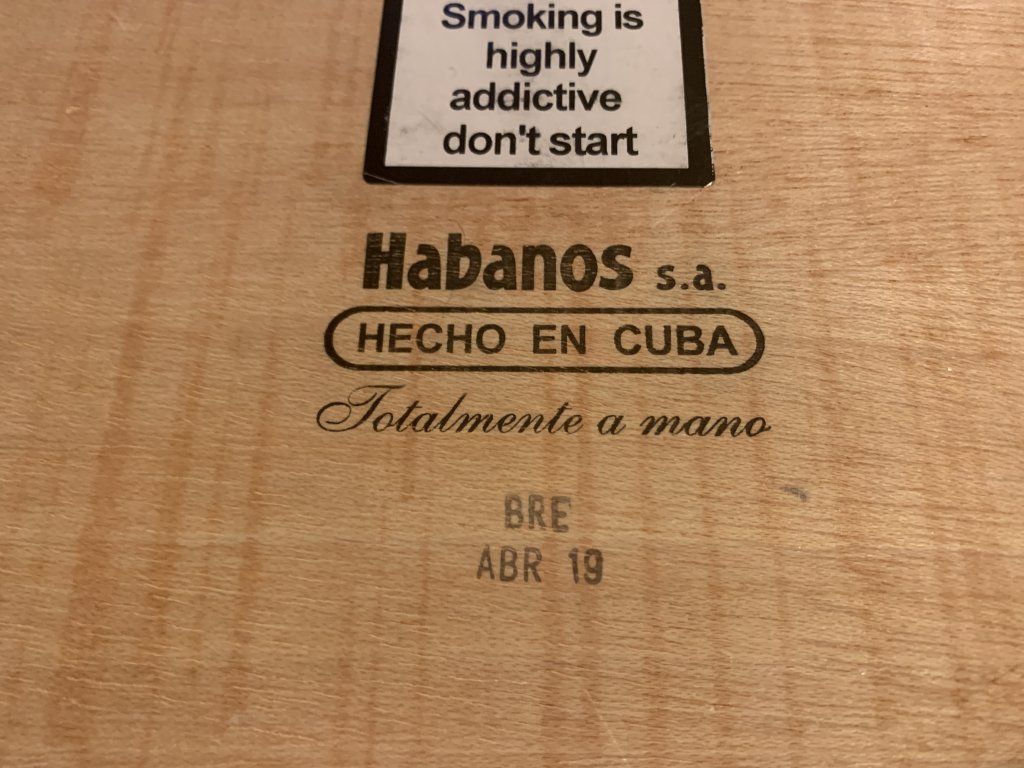 Smoking is
highly
addictive
don't start
Habanos s.a.
HECHO EN CUBA
Totalmente a mano
BRE
ABR 19